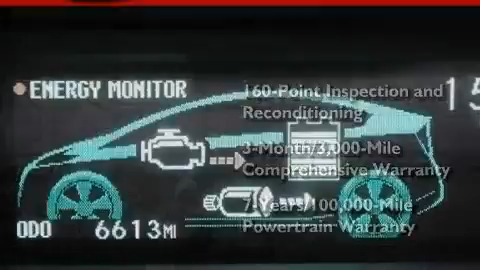 ENERGY MONITOR
160-Point Inspection and
Reconditioning
15
3-Month/3,000-Mile
Comprehensive Warranty
7-Years/100,000-Mile
Powertrain Warranty
ODO 6613MI